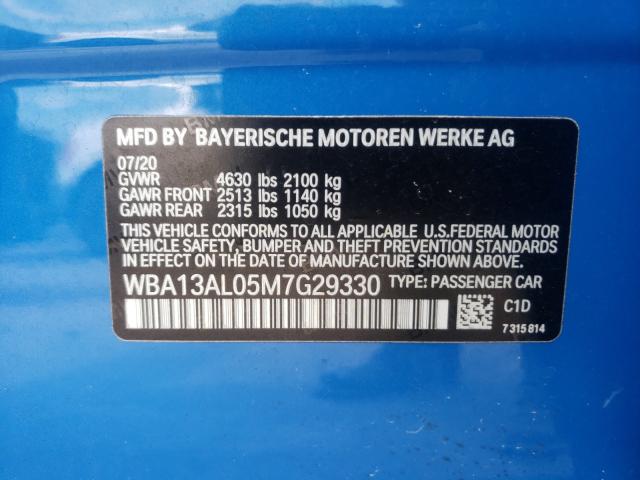 MFD BY BAYERISCHE MOTOREN WERKE AG
07/20
GVWR 4630 lbs 2100 kg
GAWR FRONT 2513 lbs 1140 kg
GAWR REAR 2315 lbs 1050 kg
THIS VEHICLE CONFORMS TO ALL APPLICABLE U.S.FEDERAL MOTOR
VEHICLE SAFETY, BUMPER AND THEFT PREVENTION STANDARDS
IN EFFECT ON THE DATE OF MANUFACTURE SHOWN ABOVE.
WBA13AL05M7G29330 TYPE: PASSENGER CAR
C1D
7315814